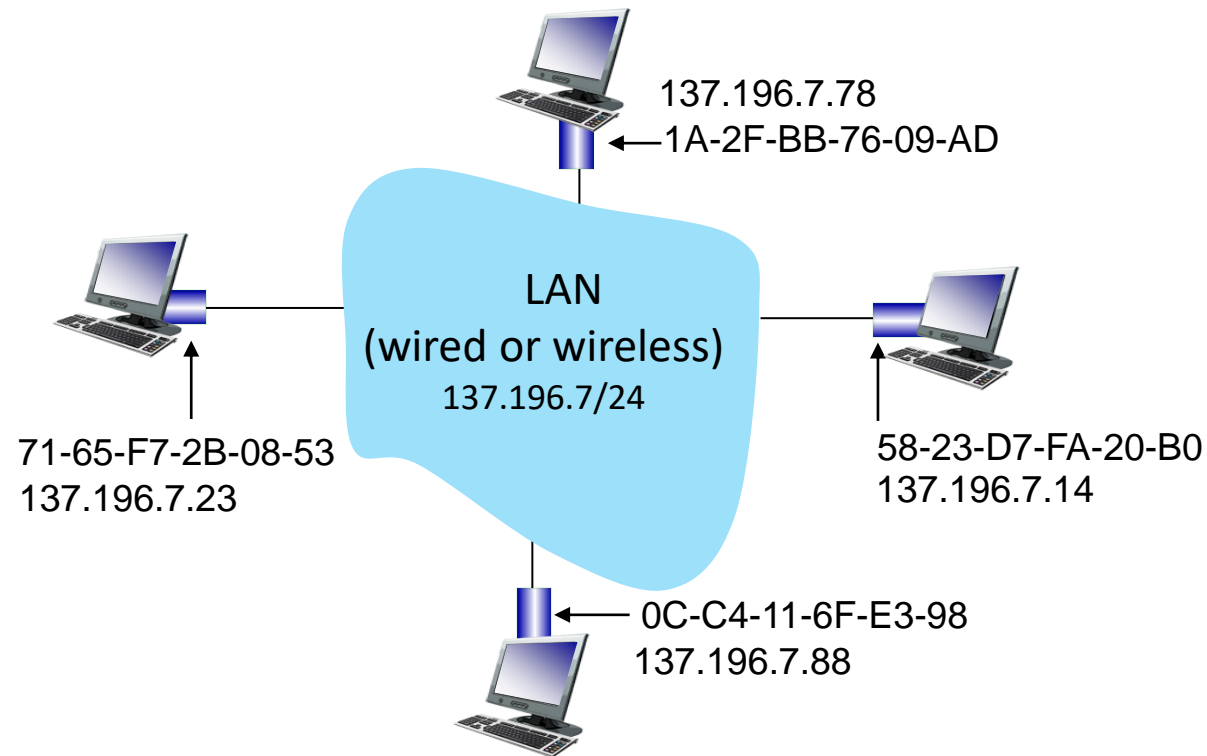 137.196.7.78
1A-2F-BB-76-09-AD
LAN
(wired or wireless)
137.196.7/24
71-65-F7-2B-08-53
137.196.7.23
58-23-D7-FA-20-B0
137.196.7.14
0C-C4-11-6F-E3-98
137.196.7.88